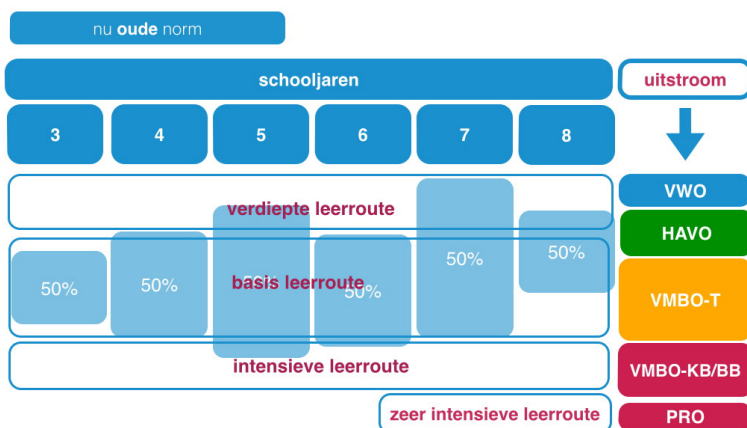 nu oude norm
schooljaren
uitstroom
3 4 5 6 7 8
VWO
verdiepte leerroute
HAVO
50% 50% 50% 50% 50% 50%
basis leerroute
VMBO-T
intensieve leerroute
VMBO-KB/BB
zeer intensieve leerroute
PRO